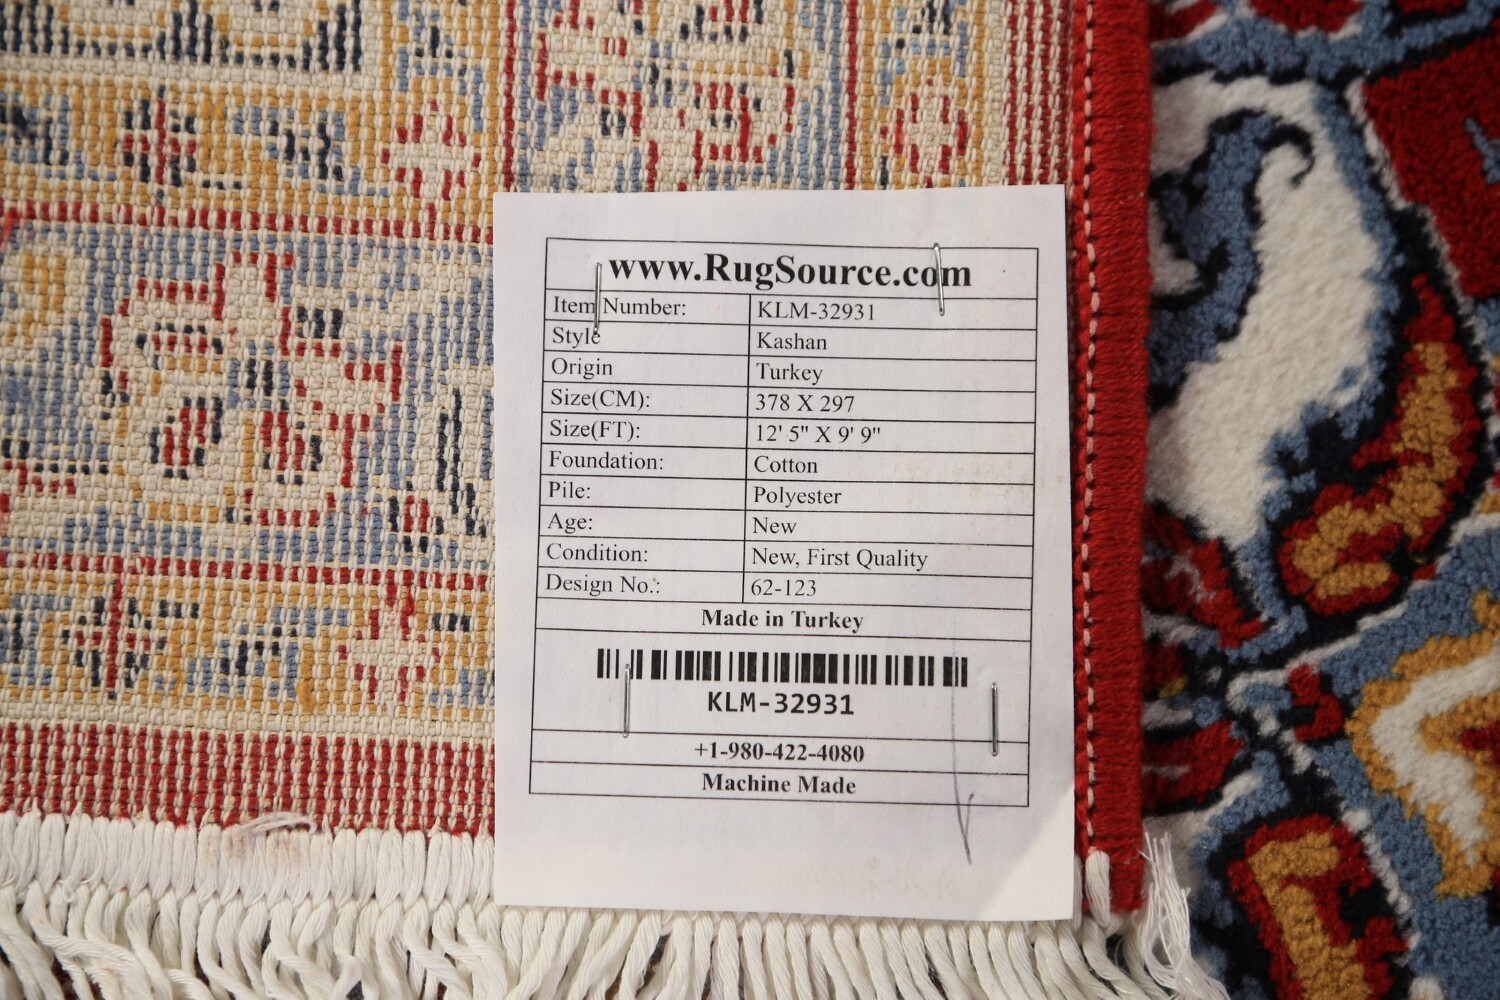 www.RugSource.com
Item Number: KLM-32931
Style Kashan
Origin Turkey
Size(CM): 378 X 297
Size(FT): 12' 5" X 9' 9"
Foundation: Cotton
Pile: Polyester
Age: New
Condition: New, First Quality
Design No.: 62-123
Made in Turkey
KLM-32931
+1-980-422-4080
Machine Made